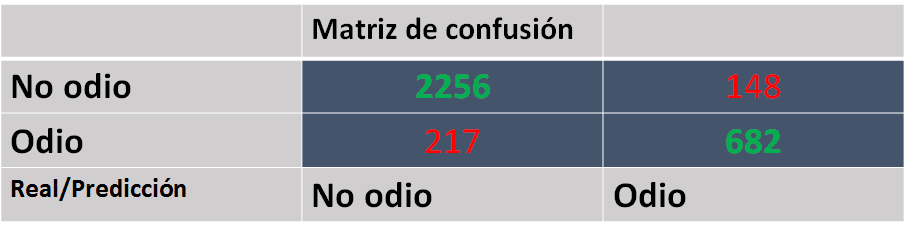 Matriz de confusión
No odio 2256 148
Odio 217 682
Real/Predicción No odio Odio